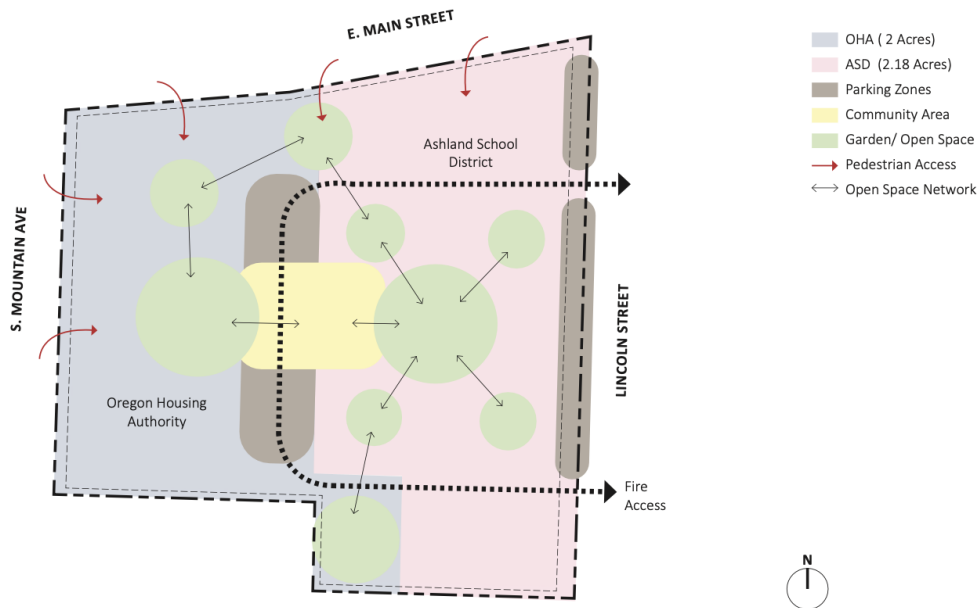 E. MAIN STREET
OHA ( 2 Acres)
ASD (2.18 Acres)
Parking Zones
Community Area
Garden/ Open Space
Pedestrian Access
Open Space Network
Ashland School
District
S. MOUNTAIN AVE
LINCOLN STREET
Oregon Housing
Authority
Fire
Access
N